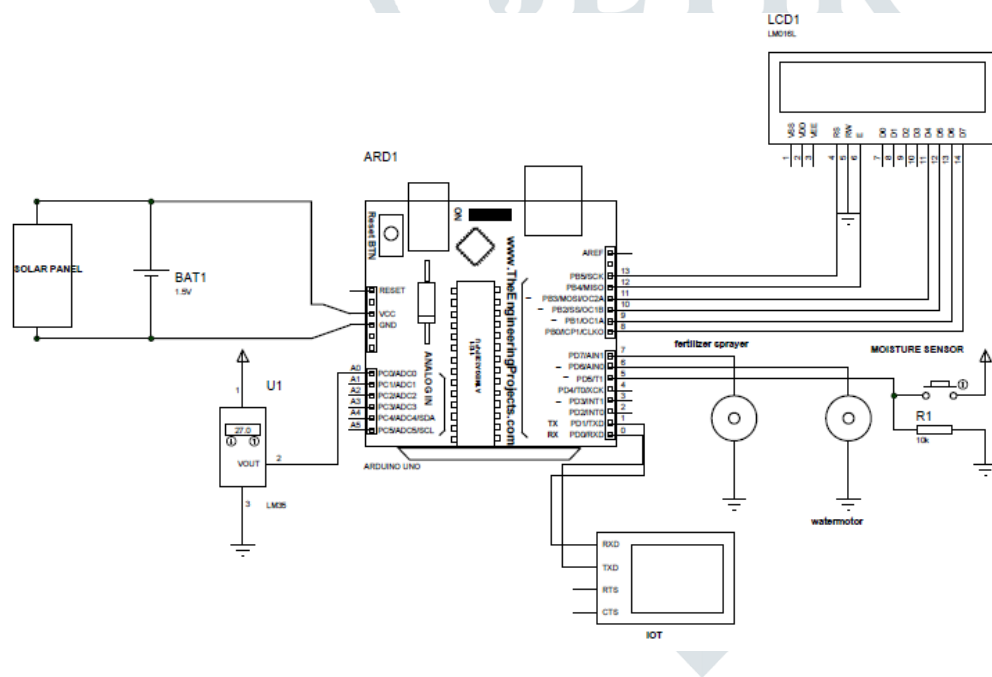 LCD1
LM016L
VSS
VDD
VEE
RS
RW
E
D0
D1
D2
D3
D4
D5
D6
D7
1
2
3
4
5
6
7
8
9
10
11
12
13
14
ARD1
Reset BTN
ON
www.TheEngineeringProjects.com
ANALOG IN
RESET
VCC
GND
AREF
PB5/SCK 13
PB4/MISO 12
~ PB3/MOSI/OC2A 11
~ PB2/SS/OC1B 10
~ PB1/OC1A 9
PB0/ICP1/CLKO 8
PD7/AIN1 7
~ PD6/AIN0 6
~ PD5/T1 5
PD4/T0/XCK 4
~ PD3/INT1 3
PD2/INT0 2
TX PD1/TXD 1
RX PD0/RXD 0
A0 PC0/ADC0
A1 PC1/ADC1
A2 PC2/ADC2
A3 PC3/ADC3
A4 PC4/ADC4/SDA
A5 PC5/ADC5/SCL
ARDUINO UNO
SOLAR PANEL
BAT1
1.5V
U1
1
27.0
VOUT
2
3
LM35
fertilizer sprayer
watermotor
MOISTURE SENSOR
R1
10k
RXD
TXD
RTS
CTS
IOT